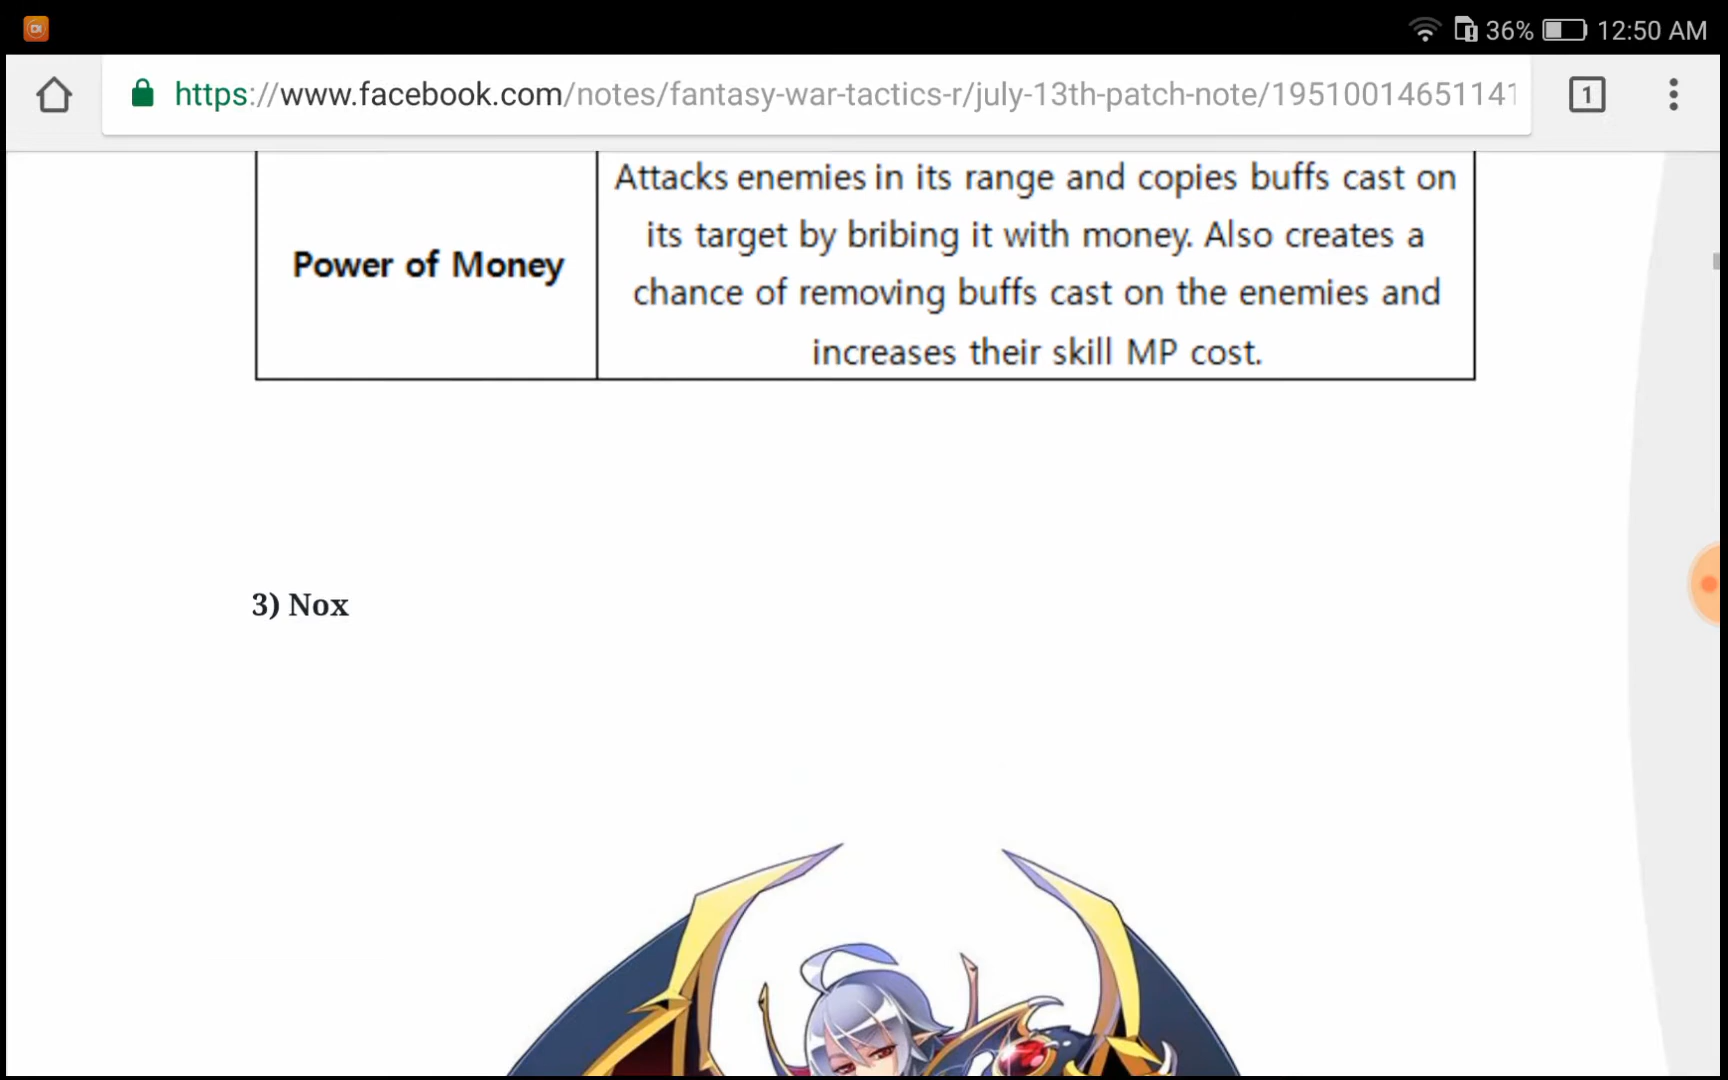 36% 12:50 AM
https://www.facebook.com/notes/fantasy-war-tactics-r/july-13th-patch-note/19510014651141
1
Attacks enemies in its range and copies buffs cast on
its target by bribing it with money. Also creates a
Power of Money
chance of removing buffs cast on the enemies and
increases their skill MP cost.
3) Nox